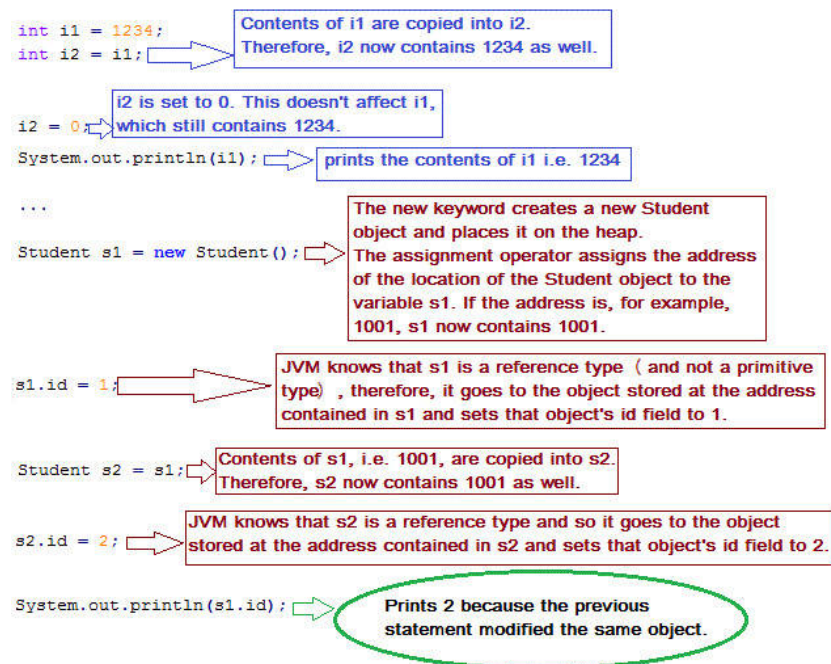 int i1 = 1234;
int i2 = i1;
Contents of i1 are copied into i2.
Therefore, i2 now contains 1234 as well.
i2 = 0;
i2 is set to 0. This doesn't affect i1,
which still contains 1234.
System.out.println(i1);
prints the contents of i1 i.e. 1234
...
Student s1 = new Student();
The new keyword creates a new Student
object and places it on the heap.
The assignment operator assigns the address
of the location of the Student object to the
variable s1. If the address is, for example,
1001, s1 now contains 1001.
s1.id = 1;
JVM knows that s1 is a reference type ( and not a primitive
type) , therefore, it goes to the object stored at the address
contained in s1 and sets that object's id field to 1.
Student s2 = s1;
Contents of s1, i.e. 1001, are copied into s2.
Therefore, s2 now contains 1001 as well.
s2.id = 2;
JVM knows that s2 is a reference type and so it goes to the object
stored at the address contained in s2 and sets that object's id field to 2.
System.out.println(s1.id);
Prints 2 because the previous
statement modified the same object.